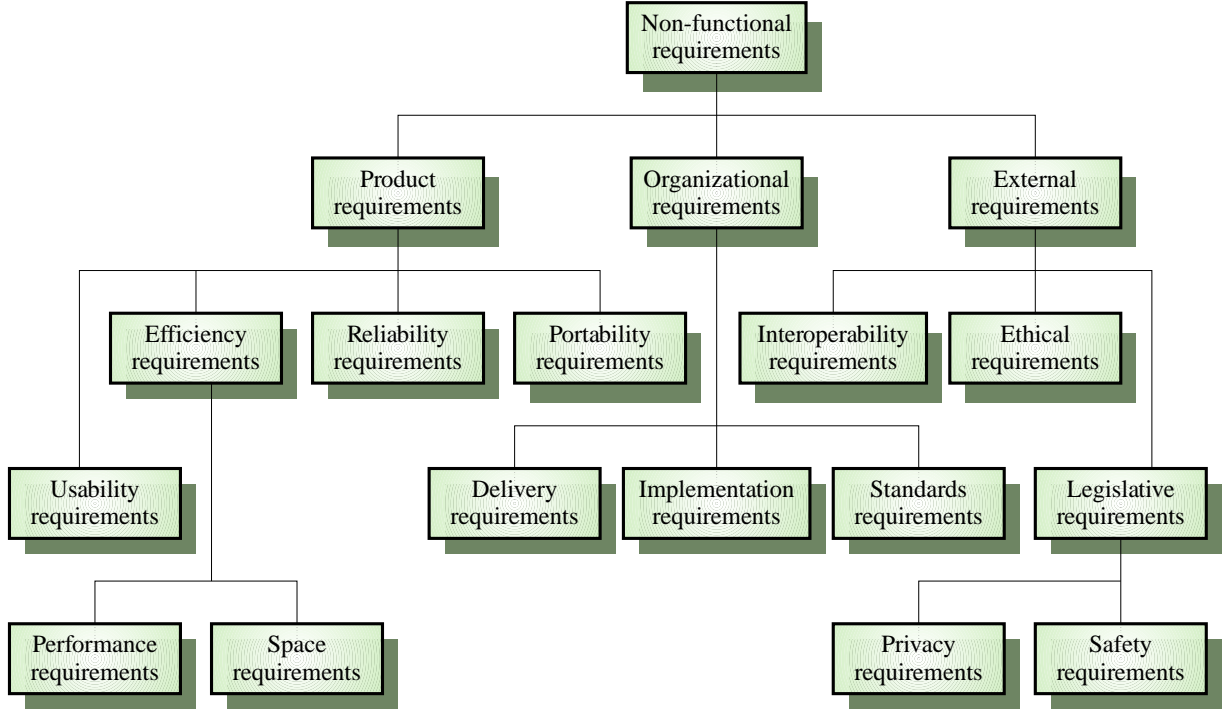 Non-functional
requirements
Product
requirements
Organizational
requirements
External
requirements
Efficiency
requirements
Reliability
requirements
Portability
requirements
Interoperability
requirements
Ethical
requirements
Usability
requirements
Delivery
requirements
Implementation
requirements
Standards
requirements
Legislative
requirements
Performance
requirements
Space
requirements
Privacy
requirements
Safety
requirements